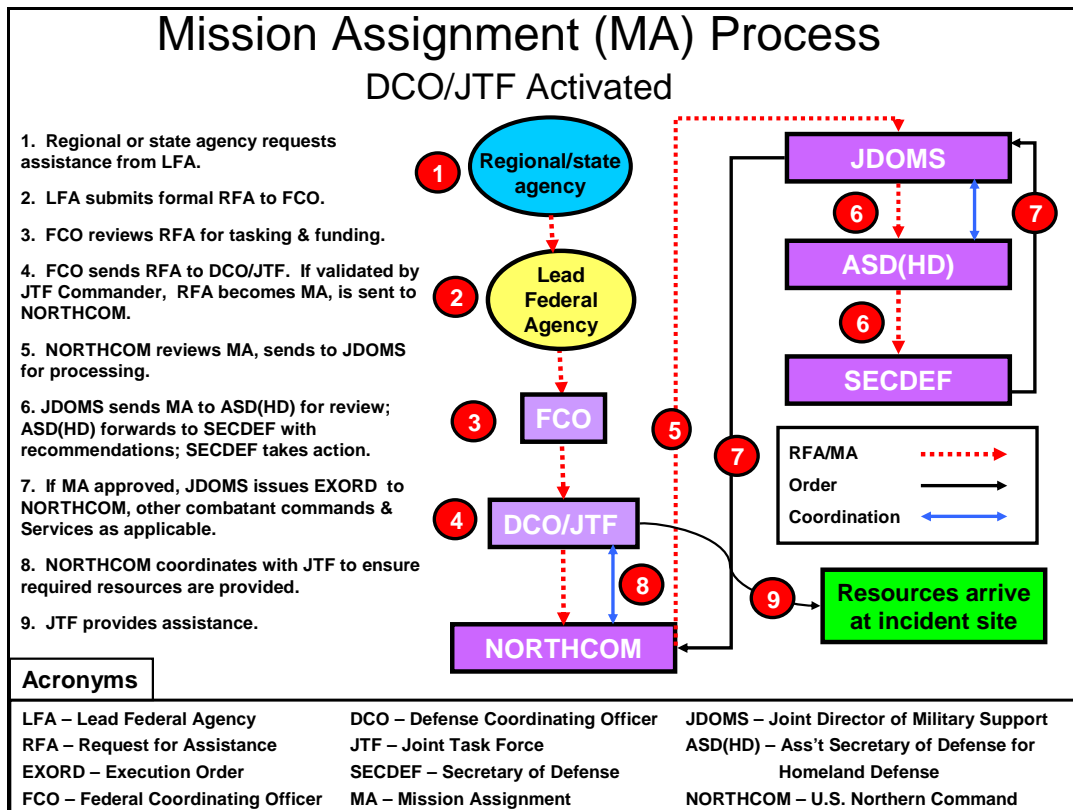 Mission Assignment (MA) Process
DCO/JTF Activated
1. Regional or state agency requests
assistance from LFA.
2. LFA submits formal RFA to FCO.
3. FCO reviews RFA for tasking & funding.
4. FCO sends RFA to DCO/JTF. If validated by
JTF Commander, RFA becomes MA, is sent to
NORTHCOM.
5. NORTHCOM reviews MA, sends to JDOMS
for processing.
6. JDOMS sends MA to ASD(HD) for review;
ASD(HD) forwards to SECDEF with
recommendations; SECDEF takes action.
7. If MA approved, JDOMS issues EXORD to
NORTHCOM, other combatant commands &
Services as applicable.
8. NORTHCOM coordinates with JTF to ensure
required resources are provided.
9. JTF provides assistance.
1
Regional/state
agency
2
Lead
Federal
Agency
3
FCO
4
DCO/JTF
8
NORTHCOM
5
7
JDOMS
6
7
ASD(HD)
6
SECDEF
RFA/MA
Order
Coordination
9
Resources arrive
at incident site
Acronyms
LFA – Lead Federal Agency
RFA – Request for Assistance
EXORD – Execution Order
FCO – Federal Coordinating Officer
DCO – Defense Coordinating Officer
JTF – Joint Task Force
SECDEF – Secretary of Defense
MA – Mission Assignment
JDOMS – Joint Director of Military Support
ASD(HD) – Ass't Secretary of Defense for
Homeland Defense
NORTHCOM – U.S. Northern Command